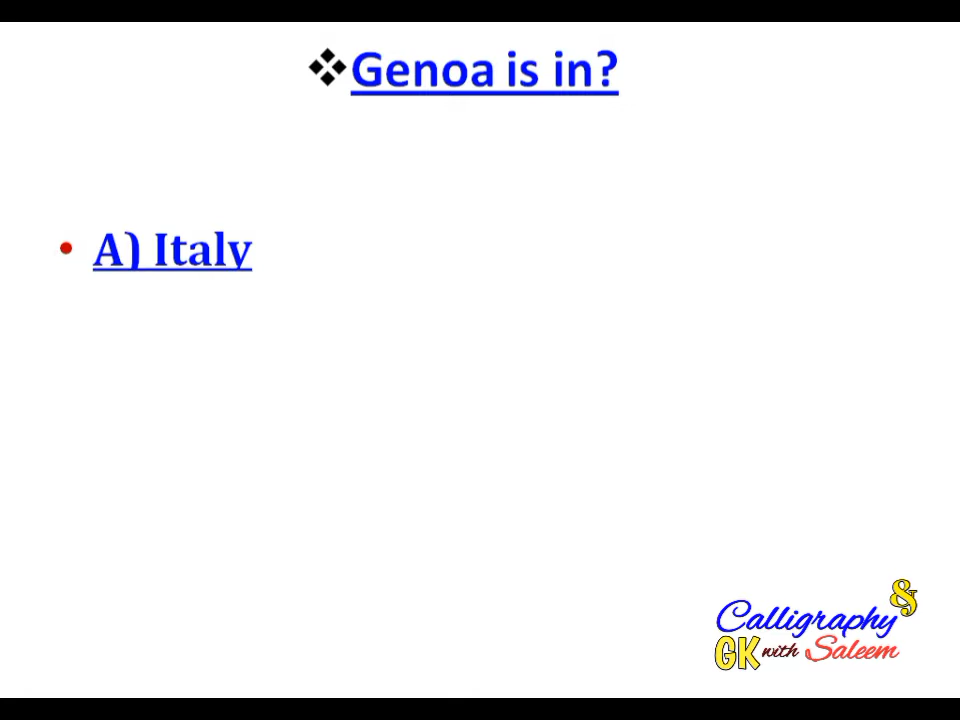 ❖Genoa is in?
• A) Italy
Calligraphy &
GK with Saleem